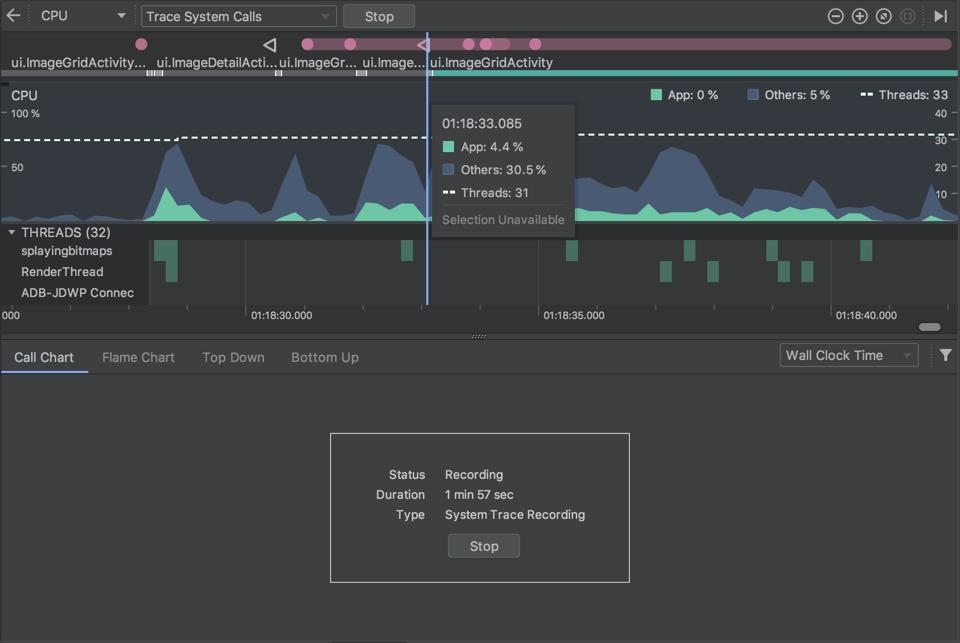 CPU Trace System Calls Stop
ui.ImageGridActivity... ui.ImageDetailActi... ui.ImageGr... ui.Image... ui.ImageGridActivity
CPU App: 0 % Others: 5 % Threads: 33
100 % 40
01:18:33.085
App: 4.4 % 30
50 Others: 30.5 % 20
Threads: 31 10
Selection Unavailable
THREADS (32)
splayingbitmaps
RenderThread
ADB-JDWP Connec
000 01:18:30.000 01:18:35.000 01:18:40.000
Call Chart Flame Chart Top Down Bottom Up Wall Clock Time
Status Recording
Duration 1 min 57 sec
Type System Trace Recording
Stop